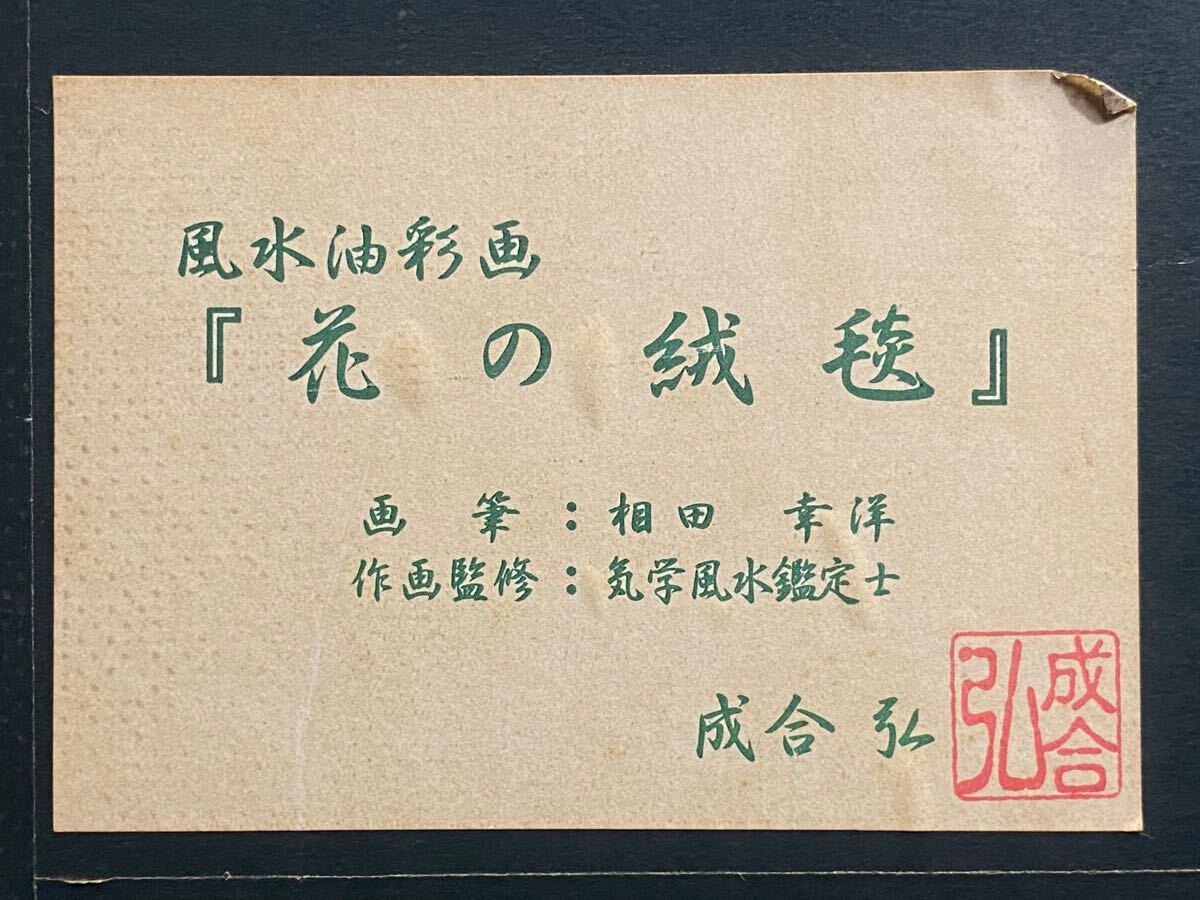 風水油彩画
『花の絨毯』
画 筆：相田 幸洋
作画監修：気学風水鑑定士
成合 弘
成合弘